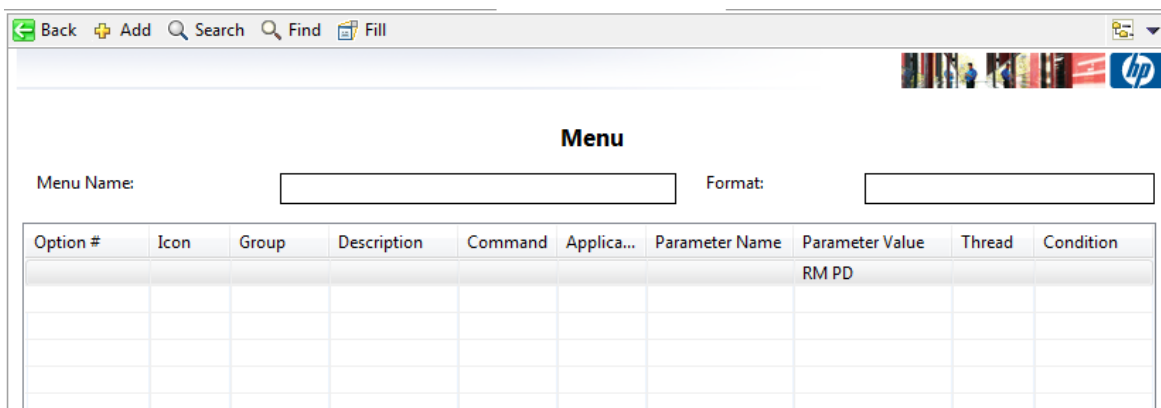 Back Add Search Find Fill
hp
Menu
Menu Name: Format:
Option # Icon Group Description Command Applica... Parameter Name Parameter Value Thread Condition
RM PD